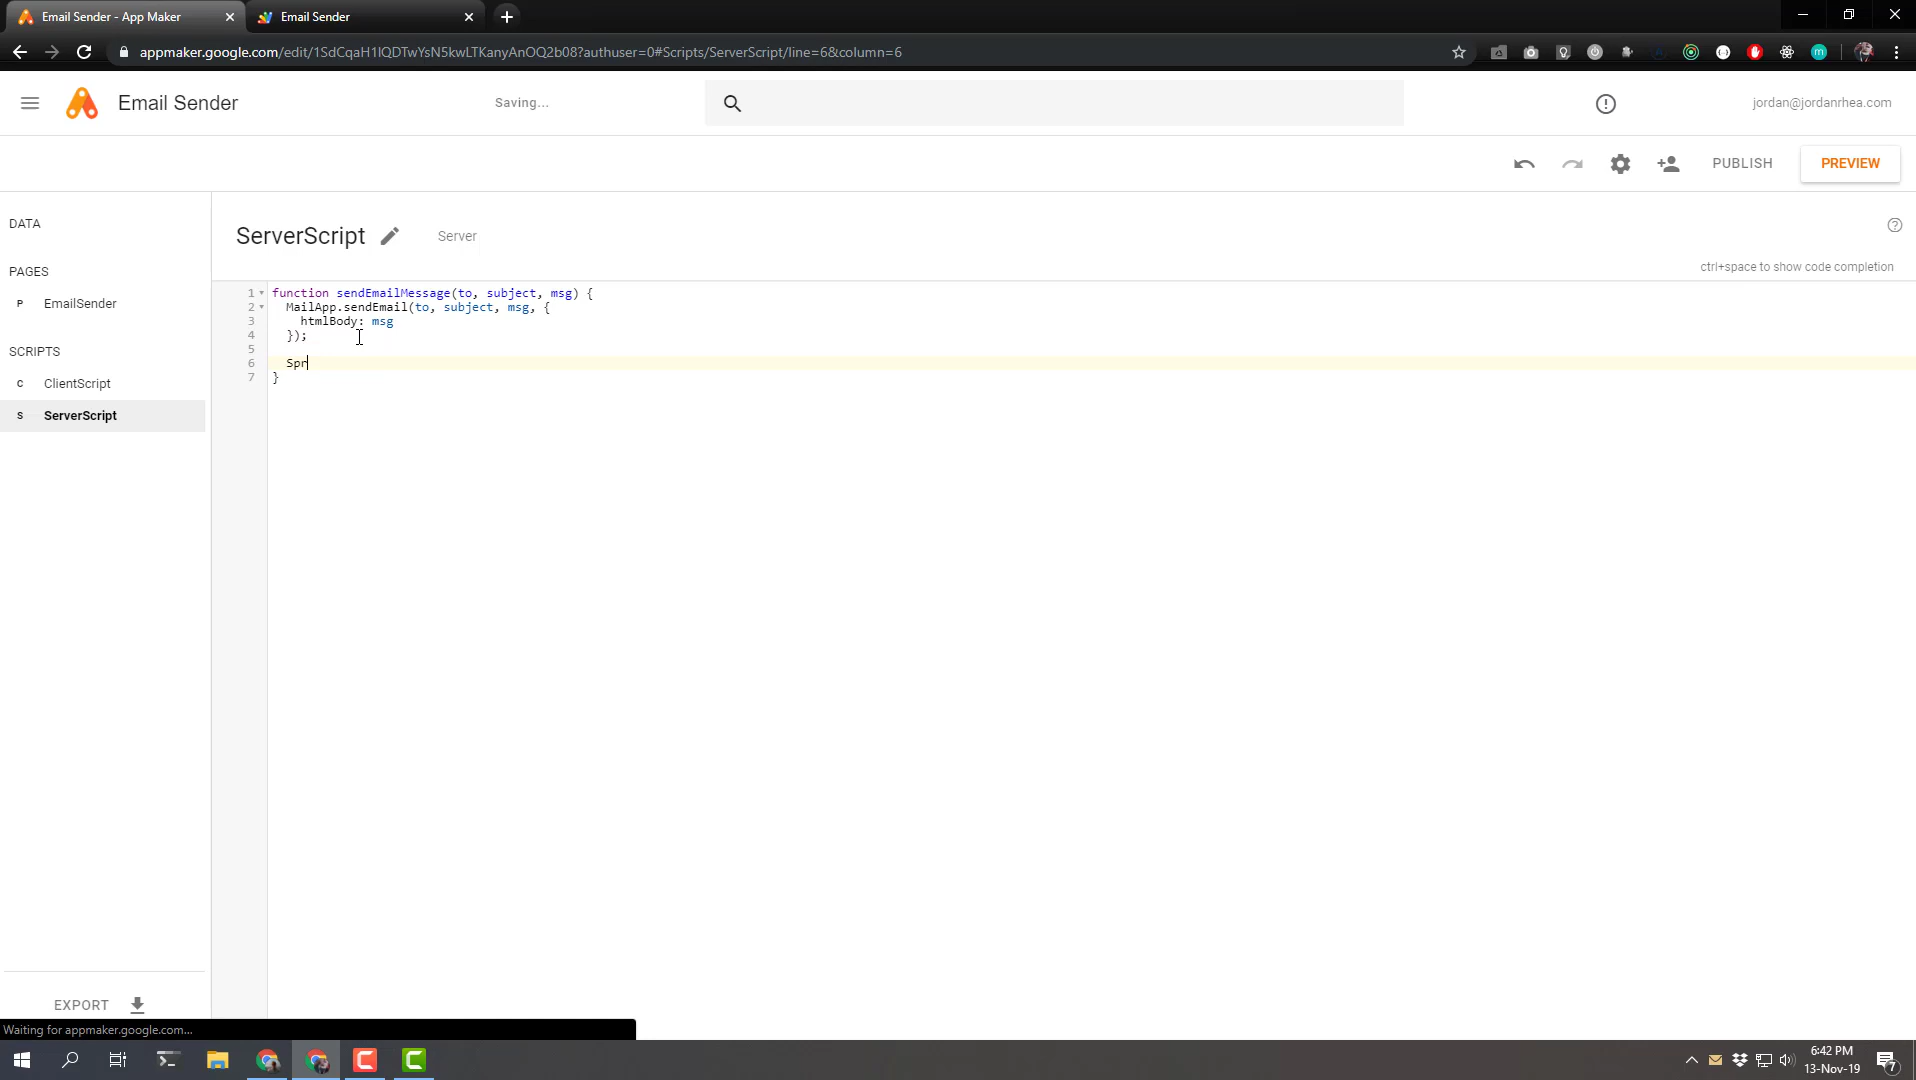 Email Sender - App Maker
Email Sender
appmaker.google.com/edit/1SdCqaH1lQDTwYsN5kwLTKanyAnOQ2b08?authuser=0#Scripts/ServerScript/line=6&column=6
Email Sender
Saving...
jordan@jordanrhea.com
PUBLISH
PREVIEW
DATA
PAGES
P EmailSender
SCRIPTS
C ClientScript
S ServerScript
EXPORT
ServerScript
Server
ctrl+space to show code completion
1 function sendEmailMessage(to, subject, msg) {
2 MailApp.sendEmail(to, subject, msg, {
3 htmlBody: msg
4 });
5
6 Spr
7 }
Waiting for appmaker.google.com...
6:42 PM
13-Nov-19
7